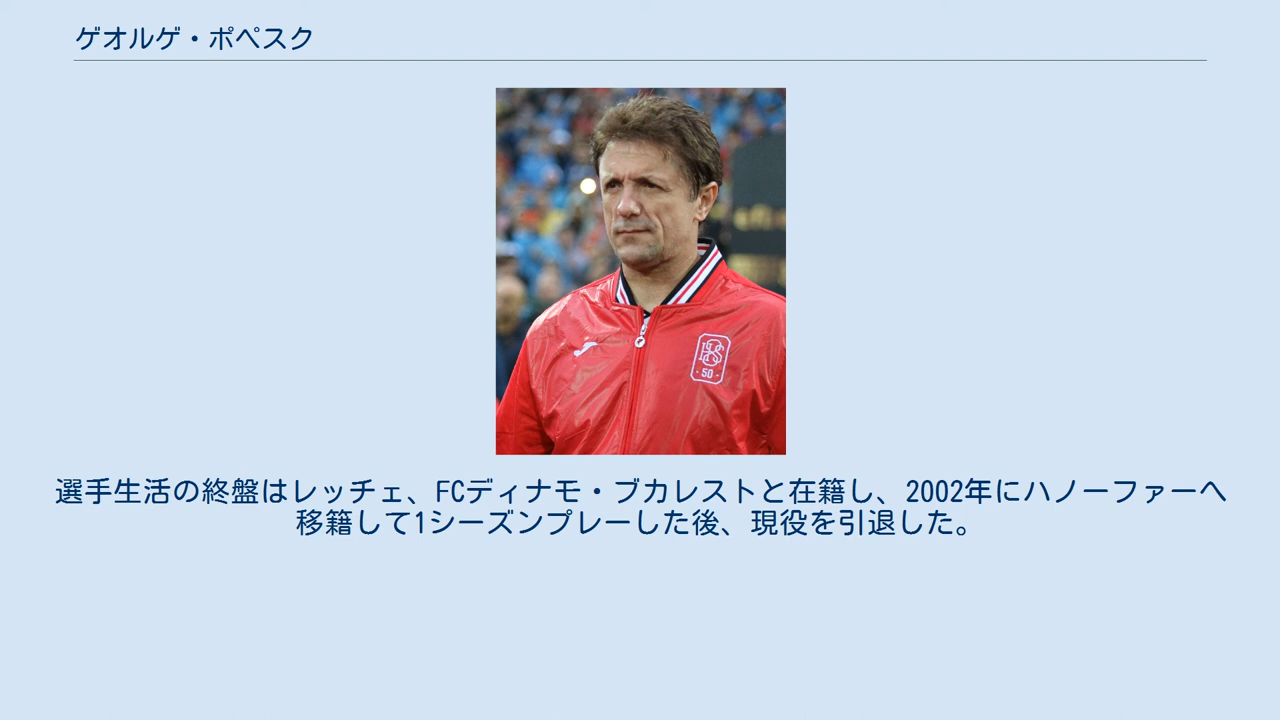 ゲオルゲ・ポペスク
50
選手生活の終盤はレッチェ、FCディナモ・ブカレストと在籍し、2002年にハノーファーへ
移籍して1シーズンプレーした後、現役を引退した。